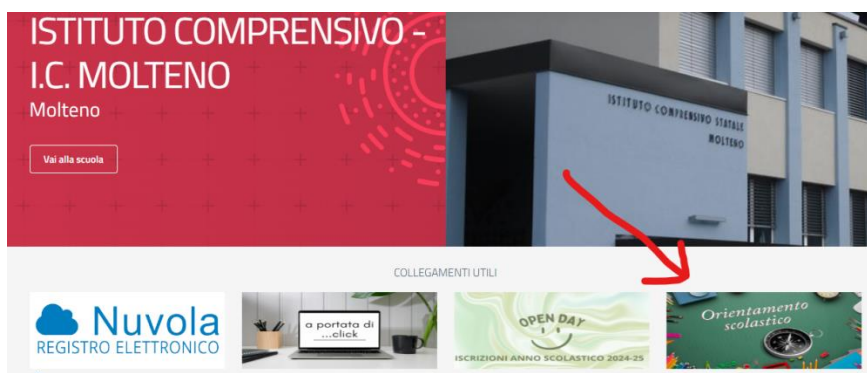 ISTITUTO COMPRENSIVO -
I.C. MOLTENO
Molteno
Vai alla scuola
ISTITUTO COMPRENSIVO STATALE
MOLTENO
COLLEGAMENTI UTILI
Nuvola
REGISTRO ELETTRONICO
a portata di
...click
OPEN DAY
ISCRIZIONI ANNO SCOLASTICO 2024-25
Orientamento
scolastico